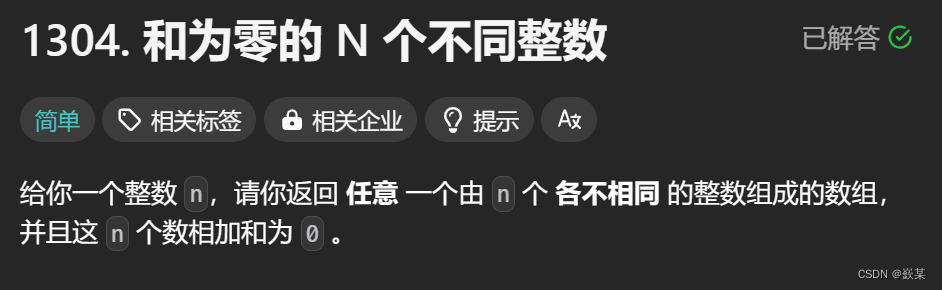 1304. 和为零的 N 个不同整数
已解答
简单 相关标签 相关企业 提示
给你一个整数 n，请你返回 任意 一个由 n 个 各不相同 的整数组成的数组，
并且这 n 个数相加和为 0 。
CSDN @嶔某